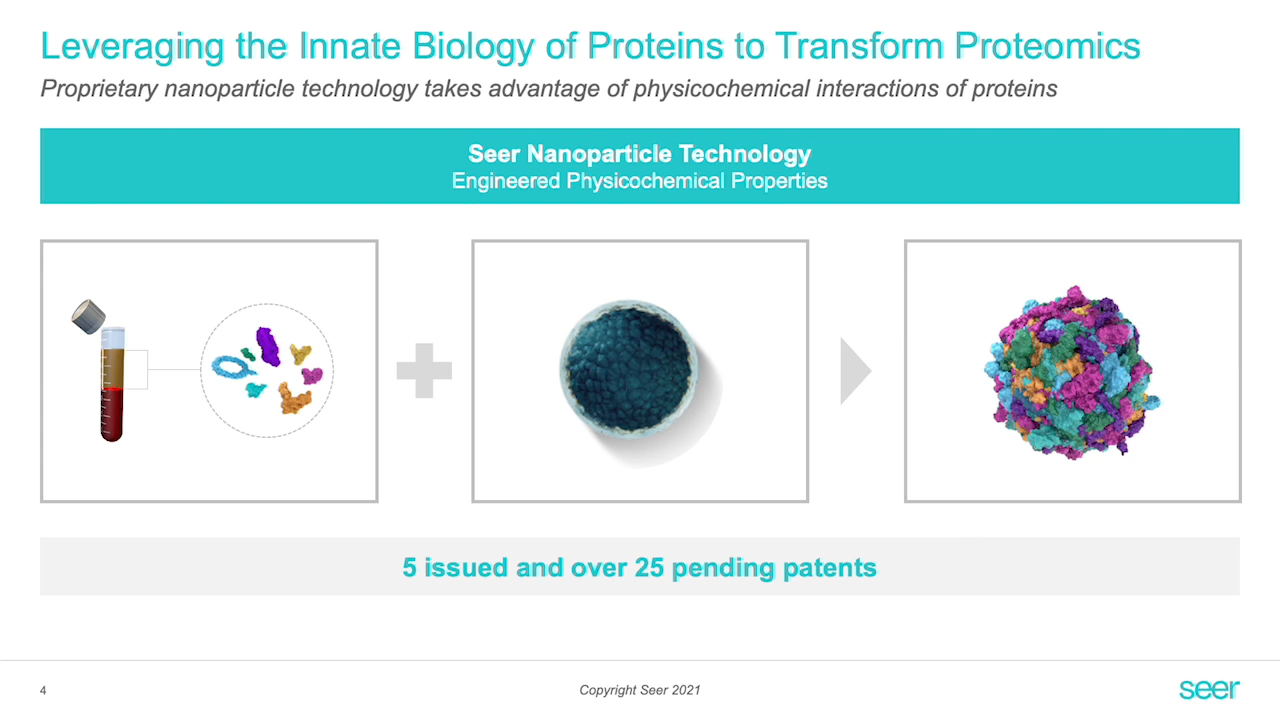 Leveraging the Innate Biology of Proteins to Transform Proteomics
Proprietary nanoparticle technology takes advantage of physicochemical interactions of proteins
Seer Nanoparticle Technology
Engineered Physicochemical Properties
5 issued and over 25 pending patents
4
Copyright Seer 2021
seer